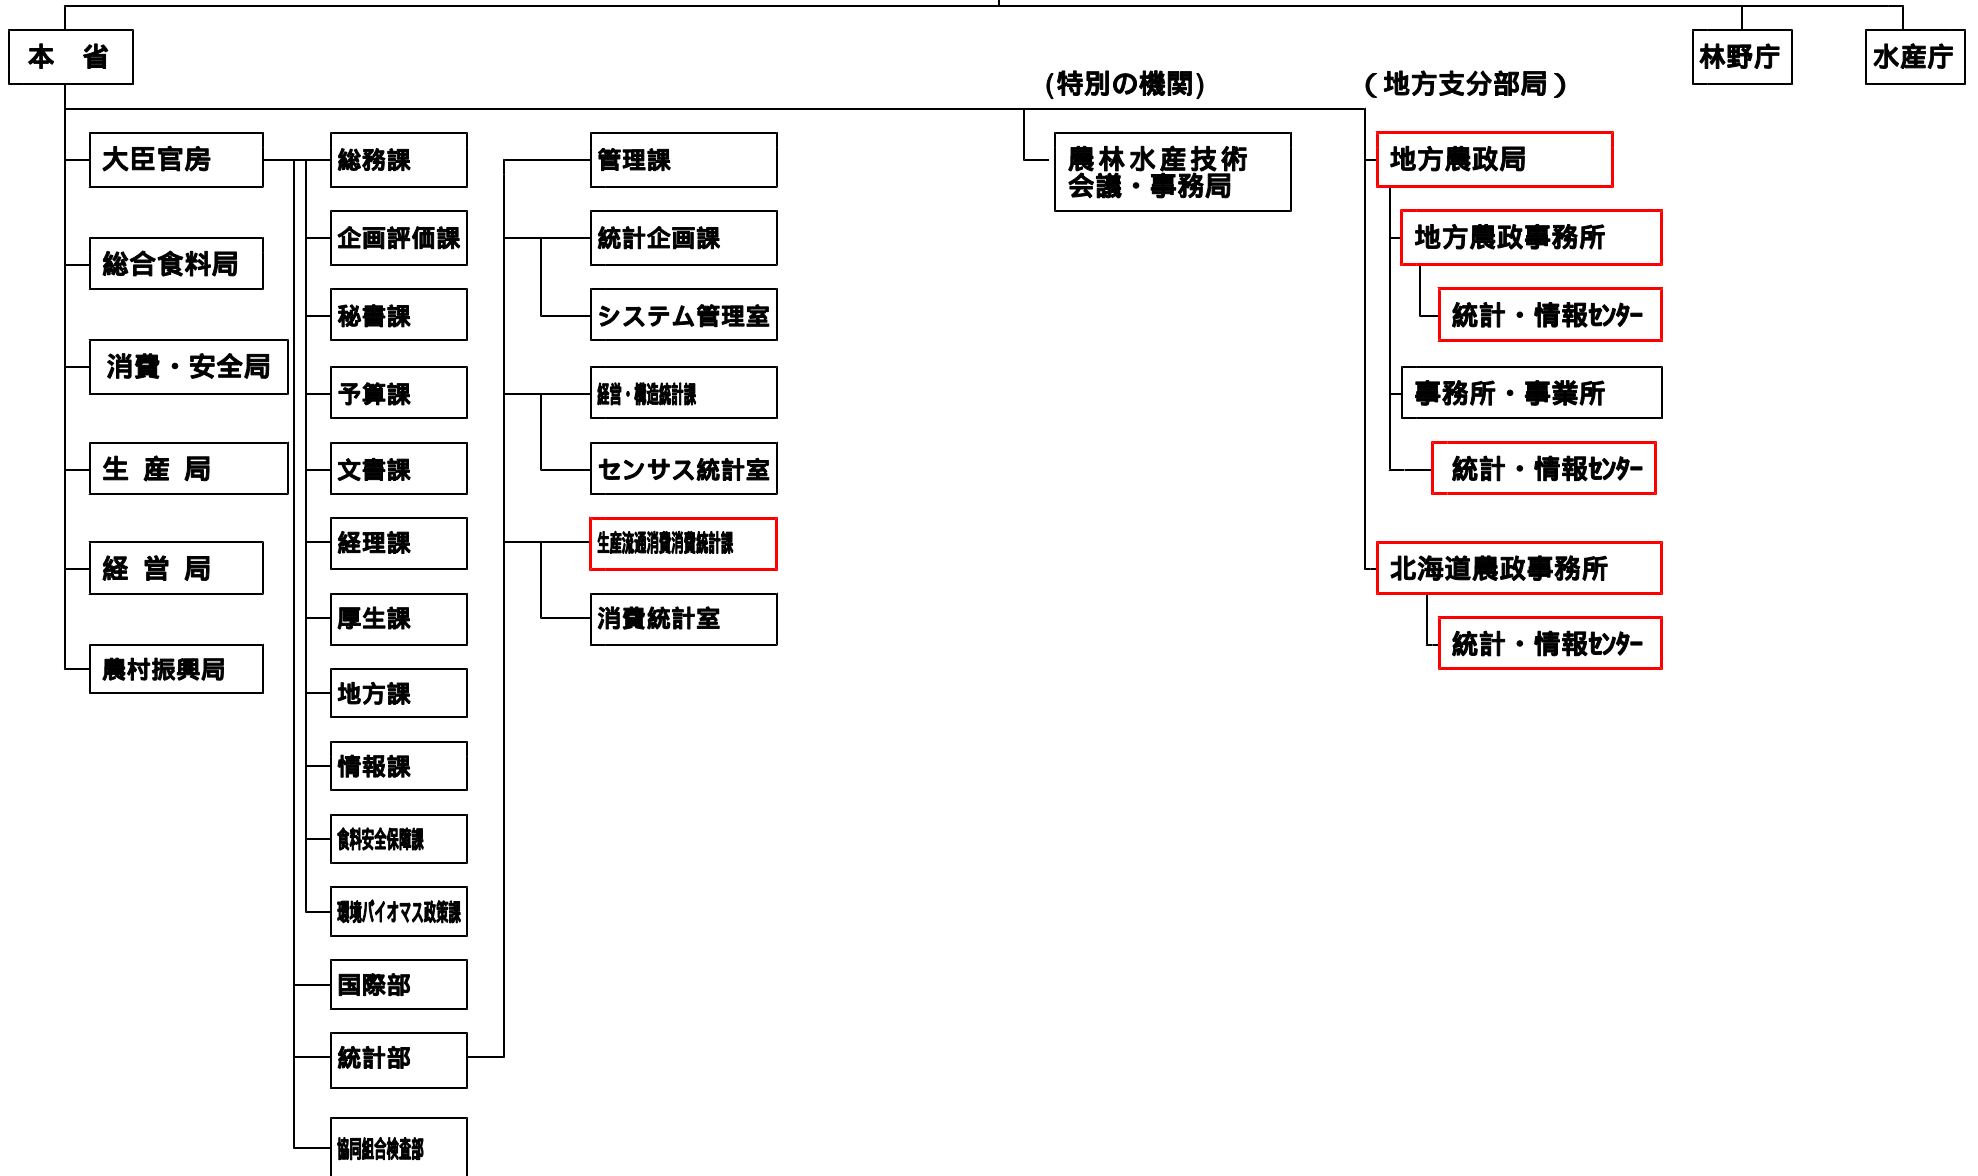 本　省
林野庁
水産庁
(特別の機関)
（地方支分部局）
大臣官房
総合食料局
消費・安全局
生 産 局
経 営 局
農村振興局
総務課
企画評価課
秘書課
予算課
文書課
経理課
厚生課
地方課
情報課
食料安全保障課
環境バイオマス政策課
国際部
統計部
協同組合検査部
管理課
統計企画課
システム管理室
経営・構造統計課
センサス統計室
生産流通消費消費統計課
消費統計室
農林水産技術
会議・事務局
地方農政局
地方農政事務所
統計・情報ｾﾝﾀｰ
事務所・事業所
統計・情報ｾﾝﾀｰ
北海道農政事務所
統計・情報ｾﾝﾀｰ